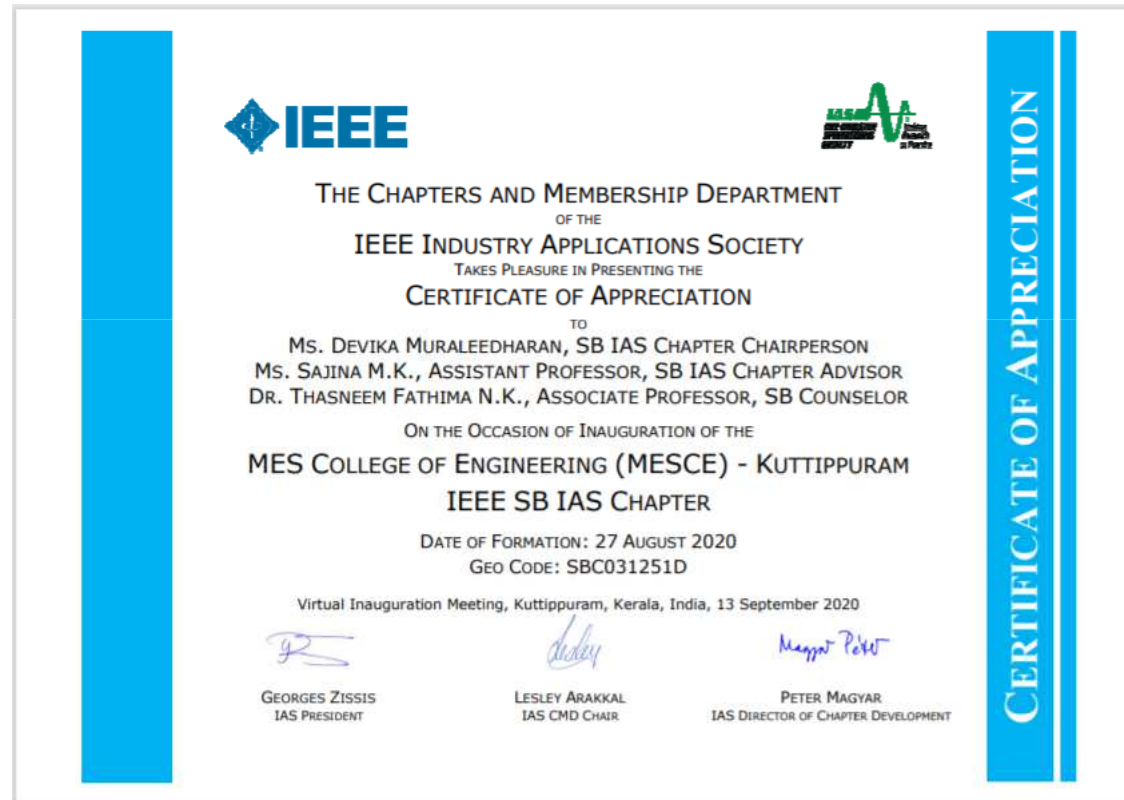 IEEE
IAS
THE CHAPTERS AND MEMBERSHIP DEPARTMENT
OF THE
IEEE INDUSTRY APPLICATIONS SOCIETY
TAKES PLEASURE IN PRESENTING THE
CERTIFICATE OF APPRECIATION
TO
MS. DEVIKA MURALEEDHARAN, SB IAS CHAPTER CHAIRPERSON
MS. SAJINA M.K., ASSISTANT PROFESSOR, SB IAS CHAPTER ADVISOR
DR. THASNEEM FATHIMA N.K., ASSOCIATE PROFESSOR, SB COUNSELOR
ON THE OCCASION OF INAUGURATION OF THE
MES COLLEGE OF ENGINEERING (MESCE) - KUTTIPPURAM
IEEE SB IAS CHAPTER
DATE OF FORMATION: 27 AUGUST 2020
GEO CODE: SBC031251D
Virtual Inauguration Meeting, Kuttippuram, Kerala, India, 13 September 2020
Lesley
Magyar Péter
GEORGES ZISSIS
IAS PRESIDENT
LESLEY ARAKKAL
IAS CMD CHAIR
PETER MAGYAR
IAS DIRECTOR OF CHAPTER DEVELOPMENT
CERTIFICATE OF APPRECIATION